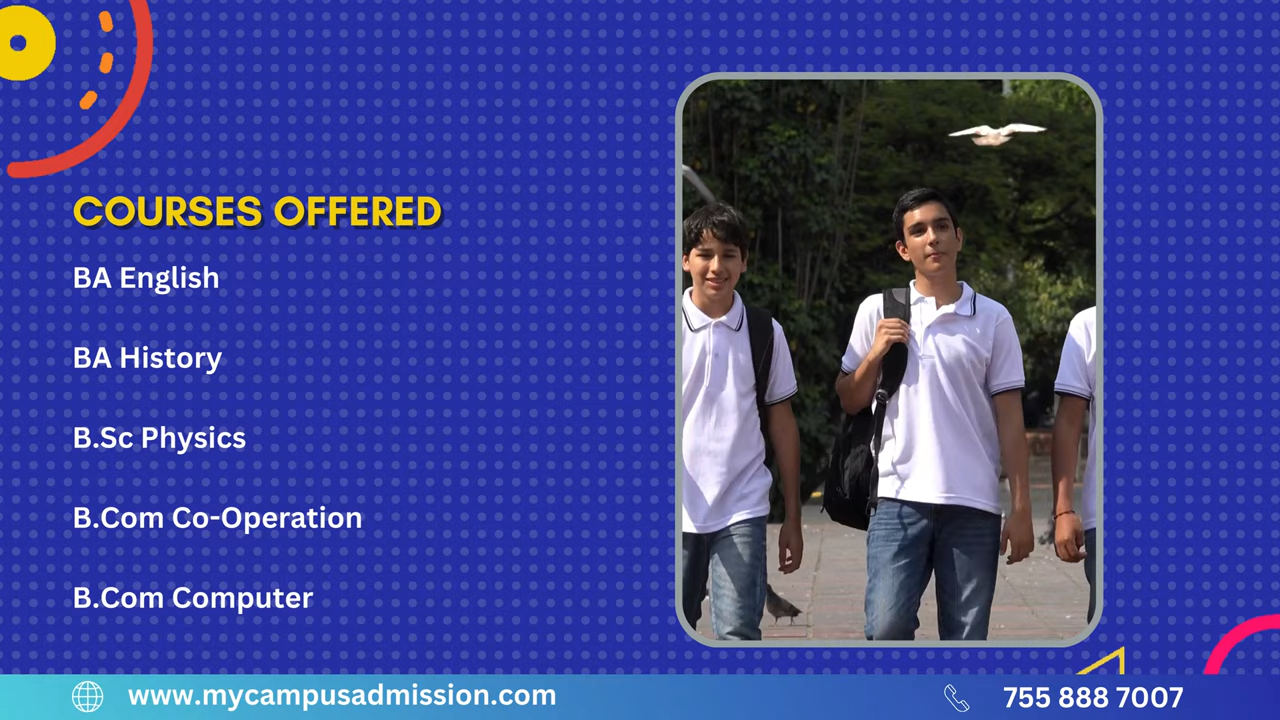 COURSES OFFERED
BA English
BA History
B.Sc Physics
B.Com Co-Operation
B.Com Computer
www.mycampusadmission.com
755 888 7007